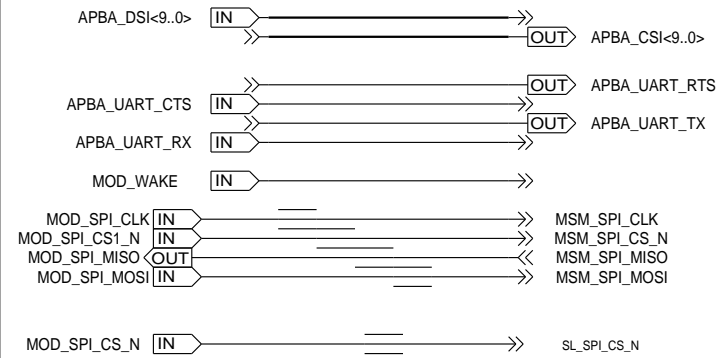 APBA_DSI<9..0> IN
OUT APBA_CSI<9..0>
OUT APBA_UART_RTS
APBA_UART_CTS IN
OUT APBA_UART_TX
APBA_UART_RX IN
MOD_WAKE IN
MOD_SPI_CLK IN MSM_SPI_CLK
MOD_SPI_CS1_N IN MSM_SPI_CS_N
MOD_SPI_MISO OUT MSM_SPI_MISO
MOD_SPI_MOSI IN MSM_SPI_MOSI
MOD_SPI_CS_N IN SL_SPI_CS_N